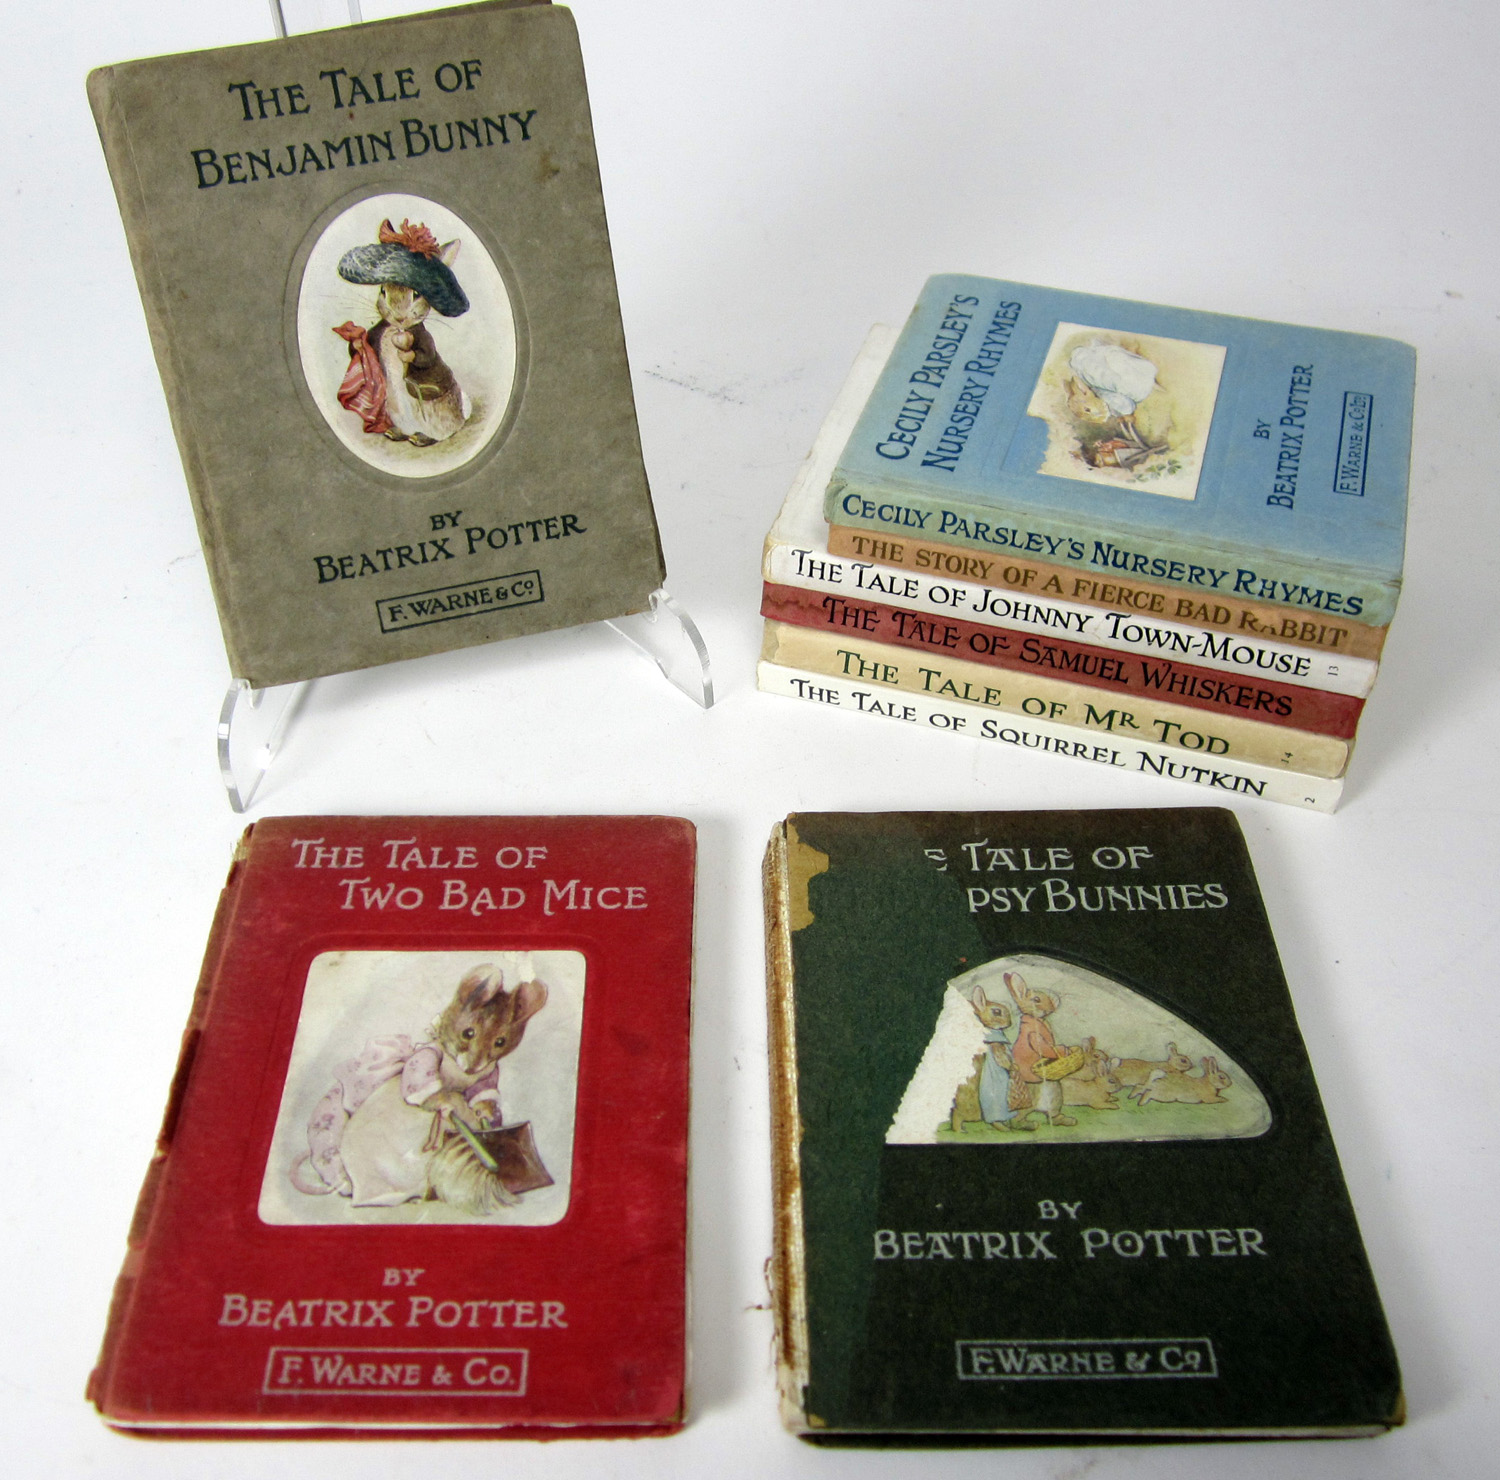 THE TALE OF
BENJAMIN BUNNY
BY
BEATRIX POTTER
F. WARNE & Co.
CECILY PARSLEY'S
NURSERY RHYMES
BY
BEATRIX POTTER
F. WARNE & Co Ltd
CECILY PARSLEY'S NURSERY RHYMES
THE STORY OF A FIERCE BAD RABBIT
THE TALE OF JOHNNY TOWN-MOUSE 13
THE TALE OF SAMUEL WHISKERS
THE TALE OF MR TOD 14
THE TALE OF SQUIRREL NUTKIN 2
THE TALE OF
TWO BAD MICE
BY
BEATRIX POTTER
F. WARNE & Co.
E TALE OF
PSY BUNNIES
BY
BEATRIX POTTER
F. WARNE & Co.